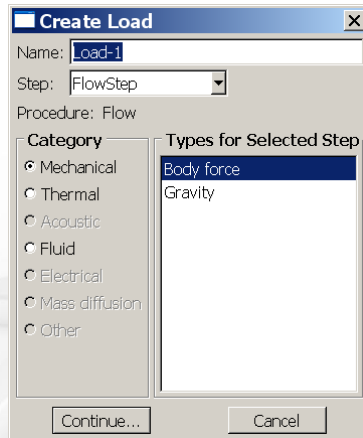 Create Load
Name: Load-1
Step: FlowStep
Procedure: Flow
Category
Mechanical
Thermal
Acoustic
Fluid
Electrical
Mass diffusion
Other
Types for Selected Step
Body force
Gravity
Continue...
Cancel